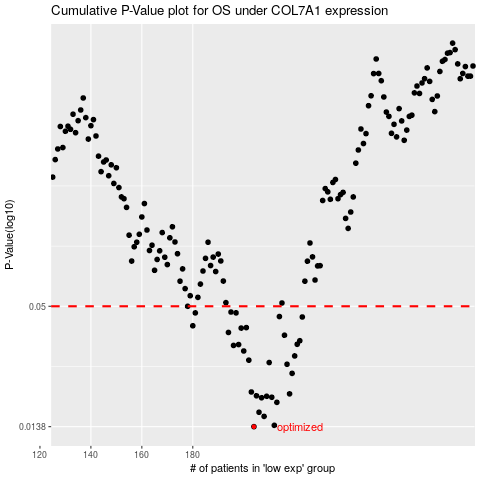 Cumulative P-Value plot for OS under COL7A1 expression
P-Value(log10)
0.05
0.0138
optimized
120 140 160 180
# of patients in 'low exp' group